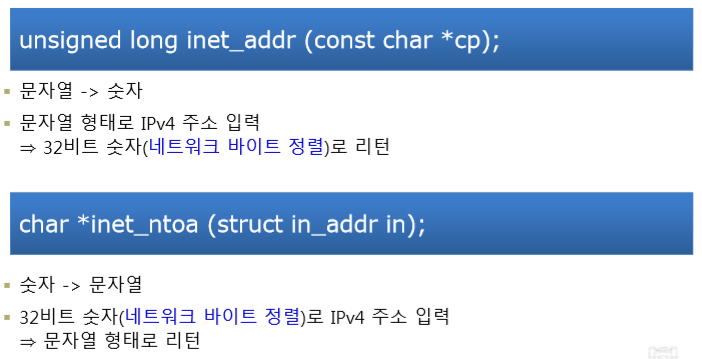 unsigned long inet_addr (const char *cp);
▪ 문자열 -> 숫자
▪ 문자열 형태로 IPv4 주소 입력
⇒ 32비트 숫자(네트워크 바이트 정렬)로 리턴
char *inet_ntoa (struct in_addr in);
▪ 숫자 -> 문자열
▪ 32비트 숫자(네트워크 바이트 정렬)로 IPv4 주소 입력
⇒ 문자열 형태로 리턴